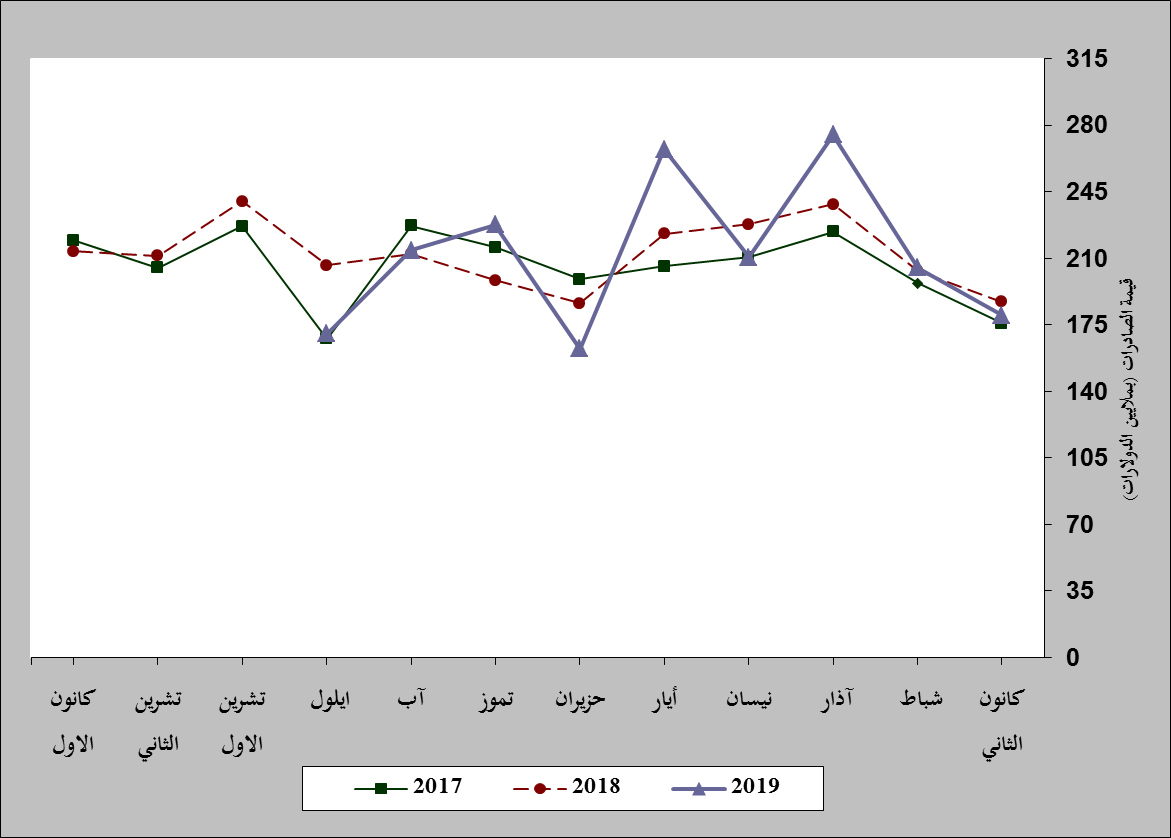 315
280
245
210
175
140
105
70
35
0
قيمة الصادرات (بملايين الدولارات)
كانون الثاني
شباط
آذار
نيسان
أيار
حزيران
تموز
آب
ايلول
تشرين الاول
تشرين الثاني
كانون الاول
2017 2018 2019